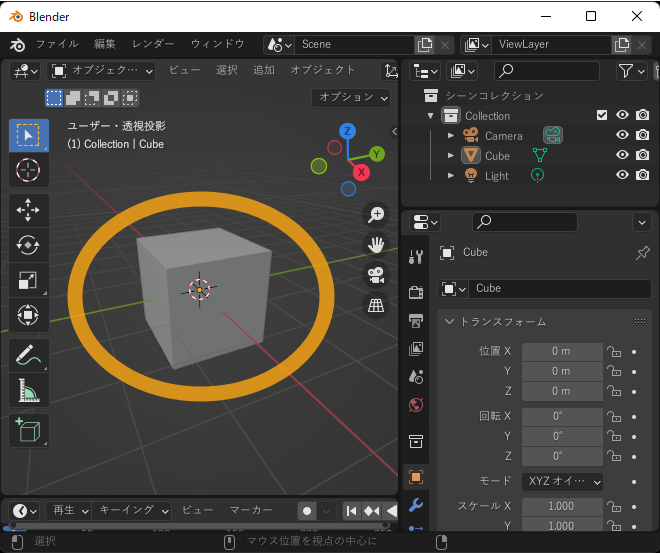 Blender
ファイル 編集 レンダー ウィンドウ Scene ViewLayer
オブジェク… ビュー 選択 追加 オブジェクト
オプション
ユーザー・透視投影
(1) Collection | Cube
Z
Y
X
シーンコレクション
Collection
Camera
Cube
Light
Cube
Cube
トランスフォーム
位置 X 0 m
Y 0 m
Z 0 m
回転 X 0°
Y 0°
Z 0°
モード XYZ オイ…
スケール X 1.000
Y 1.000
再生 キーイング ビュー マーカー
選択 マウス位置を視点の中心に